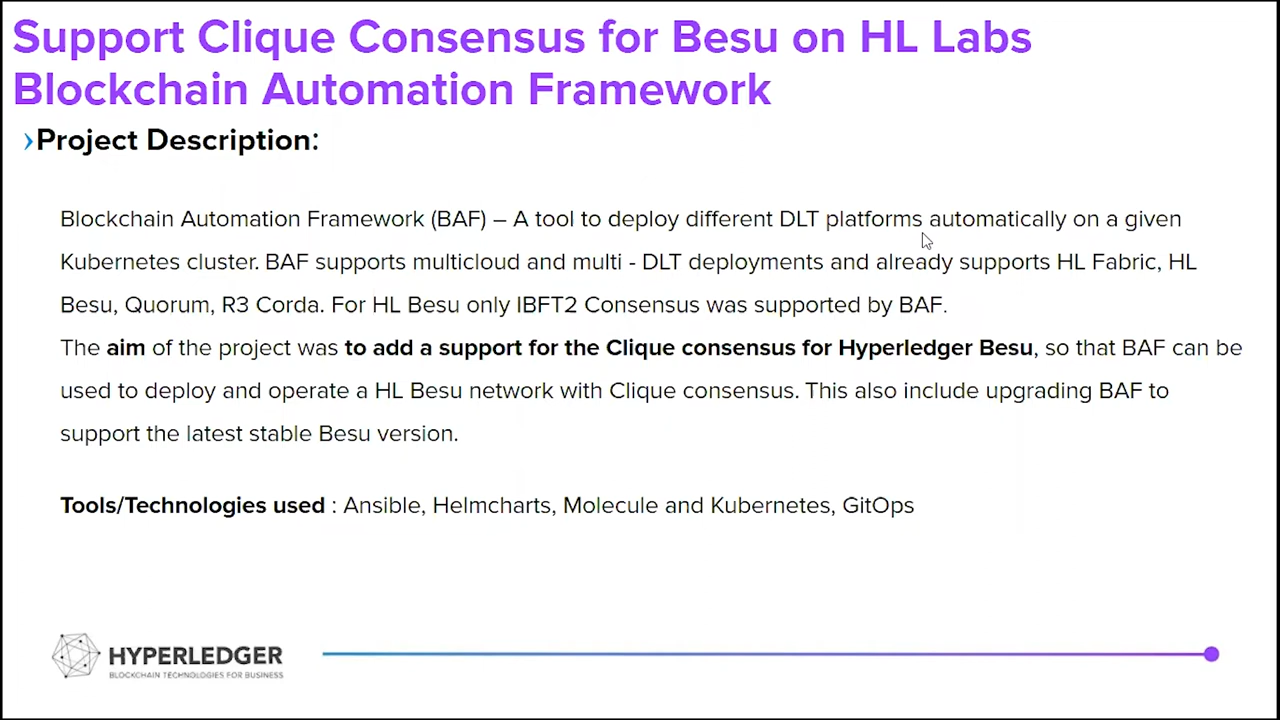 Support Clique Consensus for Besu on HL Labs
Blockchain Automation Framework
›Project Description:
Blockchain Automation Framework (BAF) – A tool to deploy different DLT platforms automatically on a given
Kubernetes cluster. BAF supports multicloud and multi - DLT deployments and already supports HL Fabric, HL
Besu, Quorum, R3 Corda. For HL Besu only IBFT2 Consensus was supported by BAF.
The aim of the project was to add a support for the Clique consensus for Hyperledger Besu, so that BAF can be
used to deploy and operate a HL Besu network with Clique consensus. This also include upgrading BAF to
support the latest stable Besu version.
Tools/Technologies used : Ansible, Helmcharts, Molecule and Kubernetes, GitOps
HYPERLEDGER
BLOCKCHAIN TECHNOLOGIES FOR BUSINESS